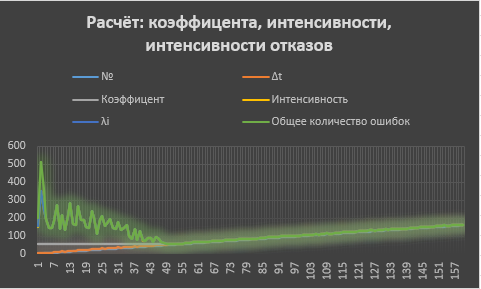 Расчёт: коэффицента, интенсивности,
интенсивности отказов
№ Δt
Коэффицент Интенсивность
λi Общее количество ошибок
600
500
400
300
200
100
0
1 7 13 19 25 31 37 43 49 55 61 67 73 79 85 91 97 103 109 115 121 127 133 139 145 151 157